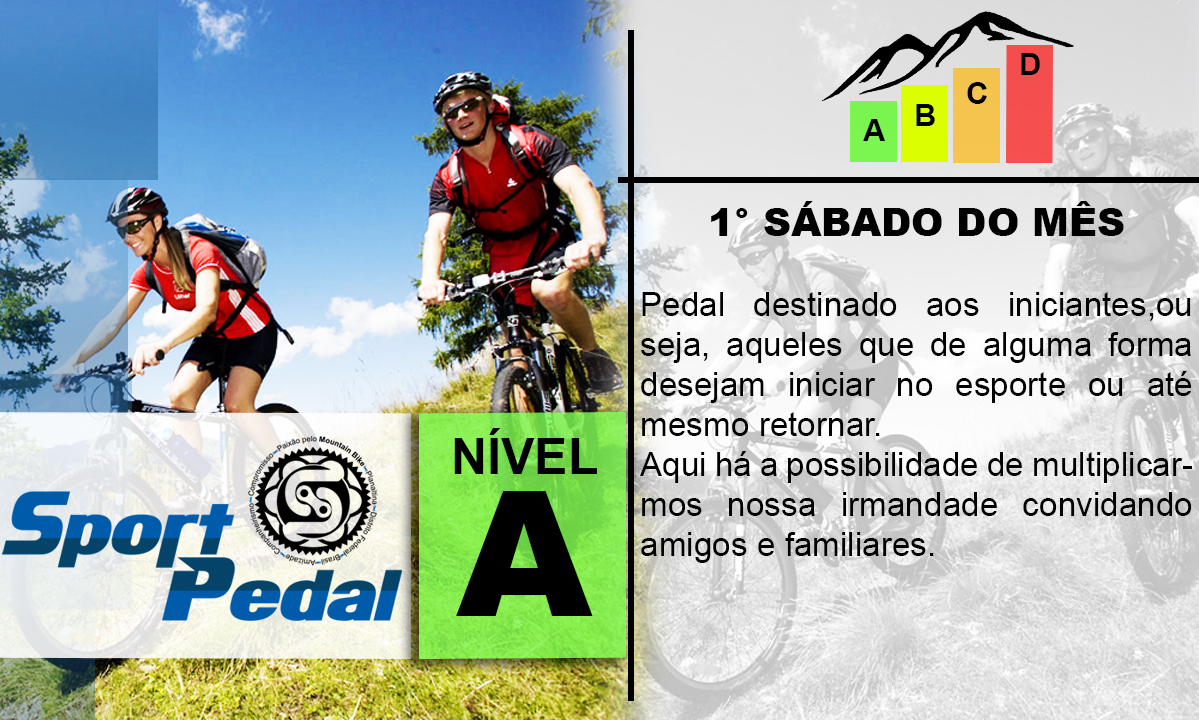 A
B
C
D
1° SÁBADO DO MÊS
Pedal destinado aos iniciantes,ou
seja, aqueles que de alguma forma
desejam iniciar no esporte ou até
mesmo retornar.
Aqui há a possibilidade de multiplicar-
mos nossa irmandade convidando
amigos e familiares.
NÍVEL
A
Sport
Pedal
Companheirismo~Compromisso~Paixão pelo Mountain Bike~Planaltina~Distrito Federal-Brasil~Amizade